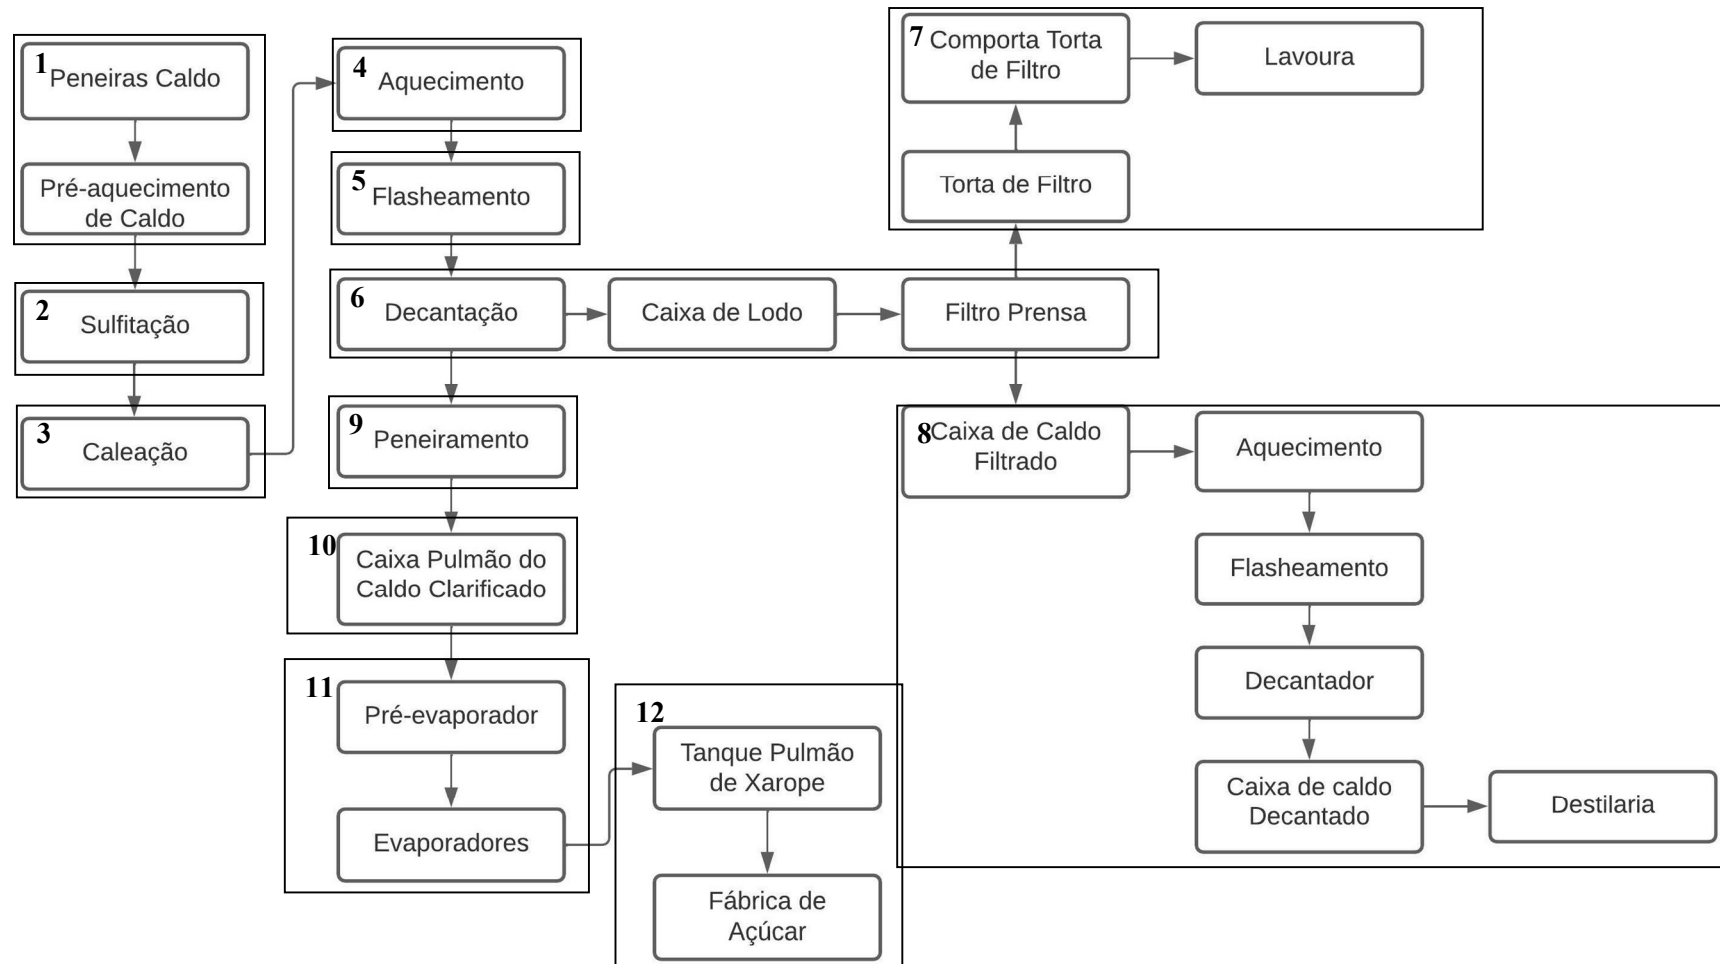 1
Peneiras Caldo
Pré-aquecimento
de Caldo
2
Sulfitação
3
Caleação
4
Aquecimento
5
Flasheamento
6
Decantação
Caixa de Lodo
Filtro Prensa
7
Comporta Torta
de Filtro
Lavoura
Torta de Filtro
8
Caixa de Caldo
Filtrado
Aquecimento
Flasheamento
Decantador
Caixa de caldo
Decantado
Destilaria
9
Peneiramento
10
Caixa Pulmão do
Caldo Clarificado
11
Pré-evaporador
Evaporadores
12
Tanque Pulmão
de Xarope
Fábrica de
Açúcar